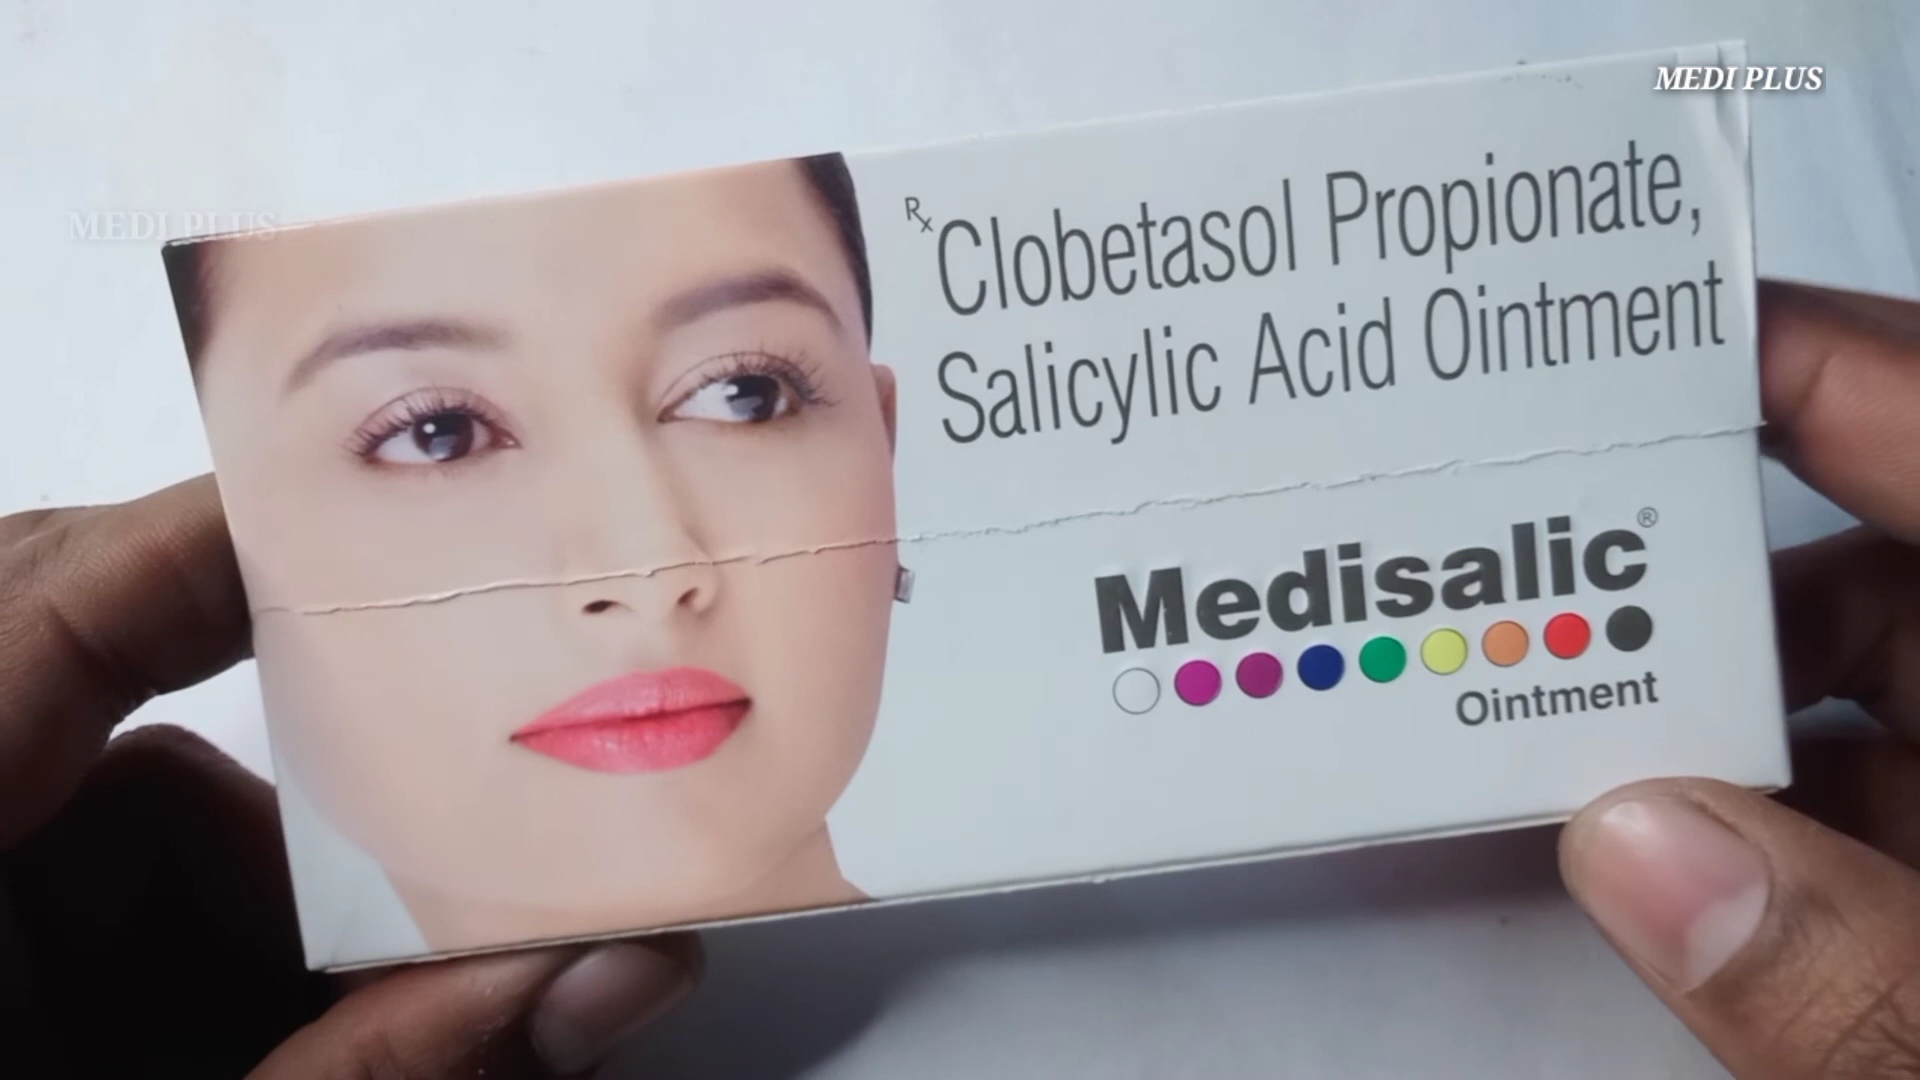 MEDI PLUS
MEDI PLUS
Rx Clobetasol Propionate,
Salicylic Acid Ointment
Medisalic®
Ointment